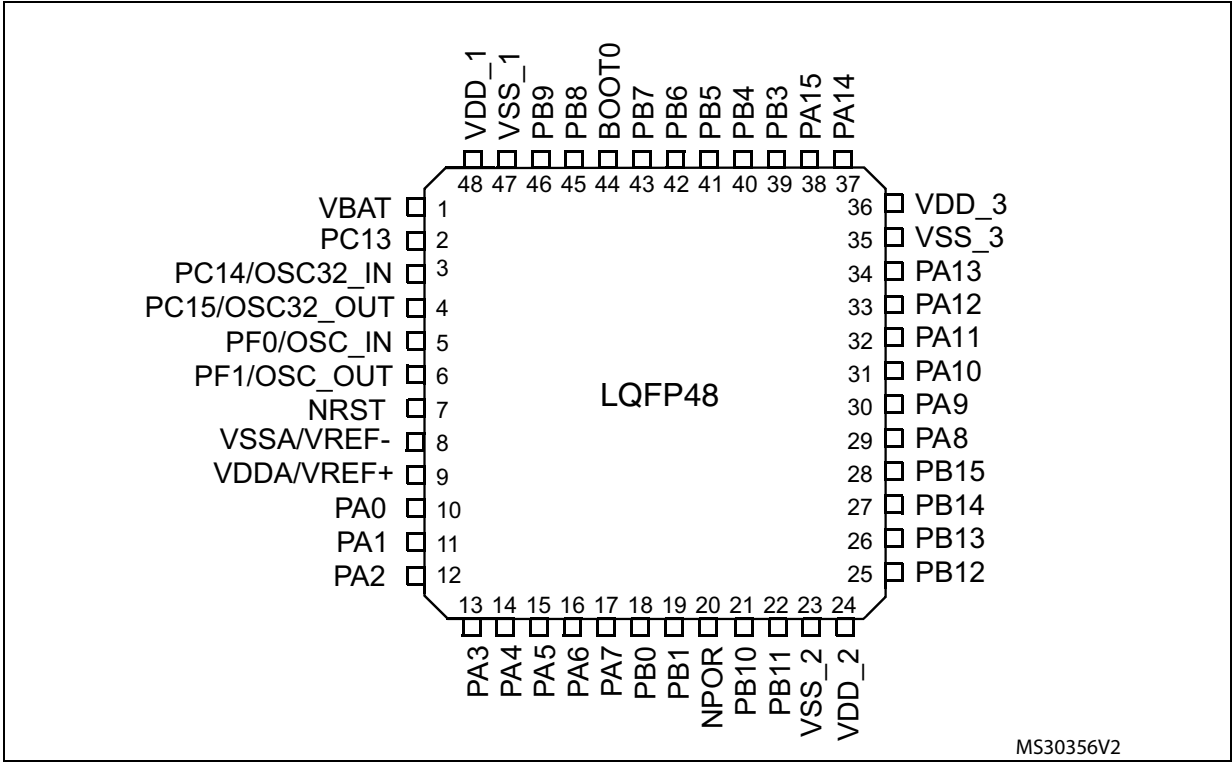 VDD_1
VSS_1
PB9
PB8
BOOT0
PB7
PB6
PB5
PB4
PB3
PA15
PA14
48 47 46 45 44 43 42 41 40 39 38 37
VBAT 1
PC13 2
PC14/OSC32_IN 3
PC15/OSC32_OUT 4
PF0/OSC_IN 5
PF1/OSC_OUT 6
NRST 7
VSSA/VREF- 8
VDDA/VREF+ 9
PA0 10
PA1 11
PA2 12
LQFP48
36 VDD_3
35 VSS_3
34 PA13
33 PA12
32 PA11
31 PA10
30 PA9
29 PA8
28 PB15
27 PB14
26 PB13
25 PB12
13 14 15 16 17 18 19 20 21 22 23 24
PA3
PA4
PA5
PA6
PA7
PB0
PB1
NPOR
PB10
PB11
VSS_2
VDD_2
MS30356V2